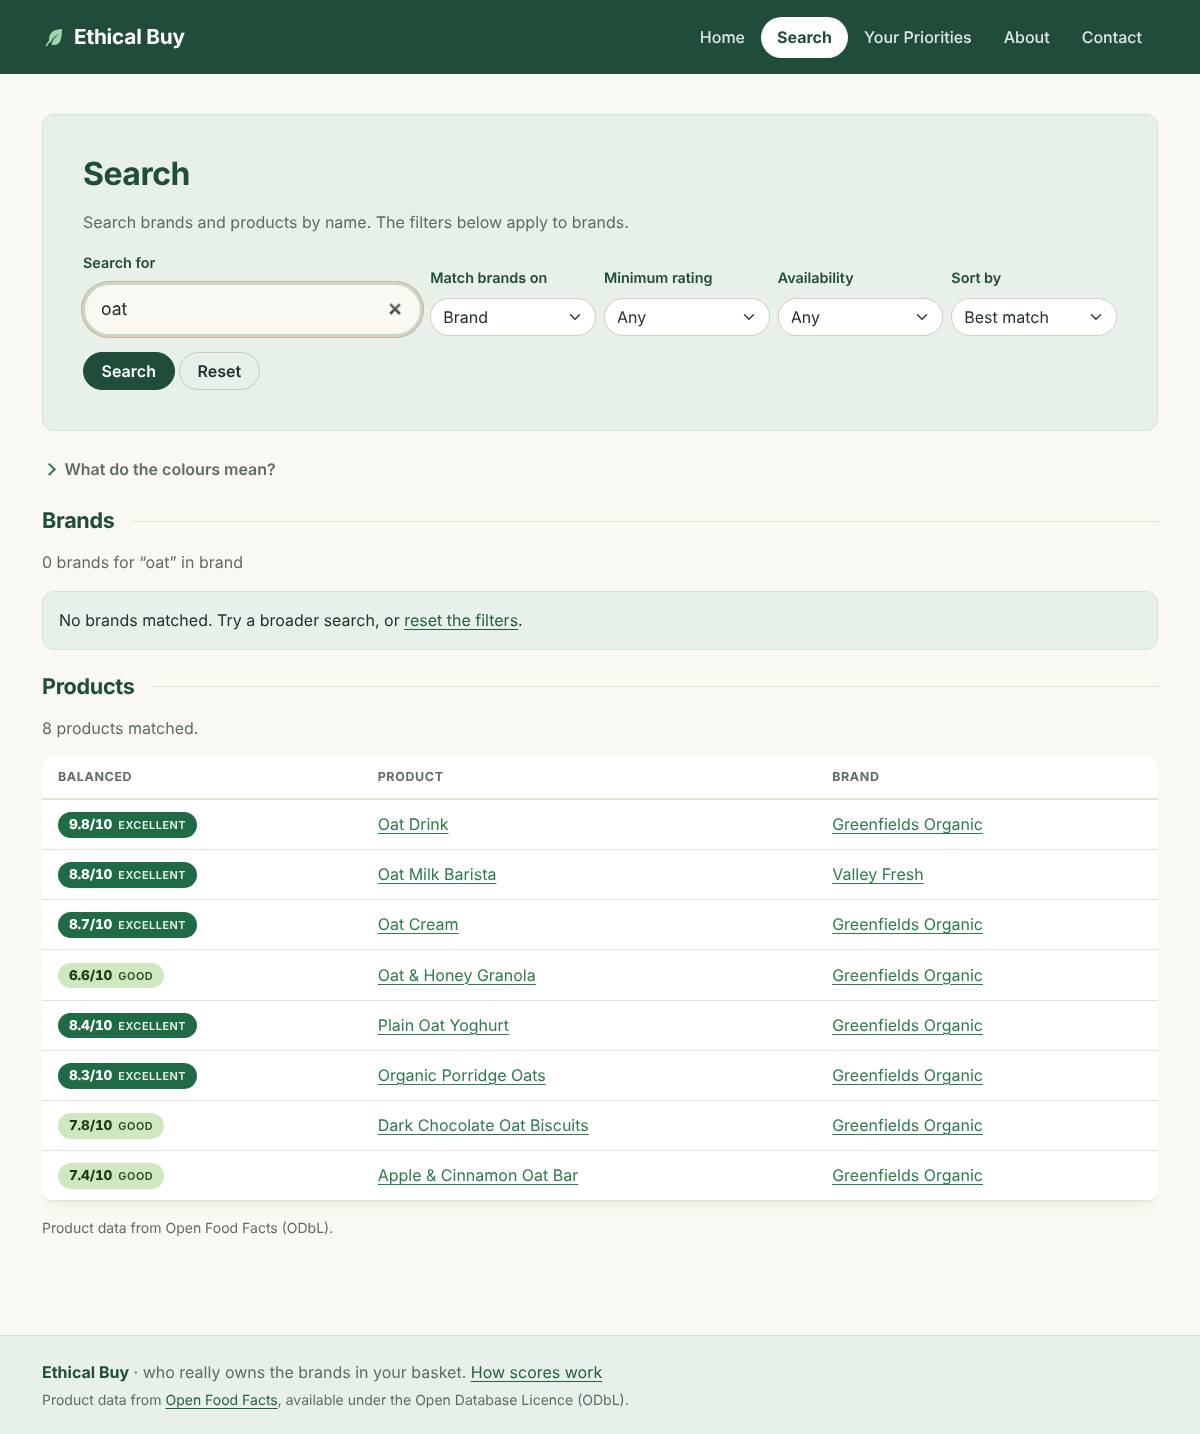 Ethical Buy
Home Search Your Priorities About Contact
Search
Search brands and products by name. The filters below apply to brands.
Search for Match brands on Minimum rating Availability Sort by
oat Brand Any Any Best match
Search Reset
What do the colours mean?
Brands
0 brands for “oat” in brand
No brands matched. Try a broader search, or reset the filters.
Products
8 products matched.
BALANCED PRODUCT BRAND
9.8/10 EXCELLENT Oat Drink Greenfields Organic
8.8/10 EXCELLENT Oat Milk Barista Valley Fresh
8.7/10 EXCELLENT Oat Cream Greenfields Organic
6.6/10 GOOD Oat & Honey Granola Greenfields Organic
8.4/10 EXCELLENT Plain Oat Yoghurt Greenfields Organic
8.3/10 EXCELLENT Organic Porridge Oats Greenfields Organic
7.8/10 GOOD Dark Chocolate Oat Biscuits Greenfields Organic
7.4/10 GOOD Apple & Cinnamon Oat Bar Greenfields Organic
Product data from Open Food Facts (ODbL).
Ethical Buy · who really owns the brands in your basket. How scores work
Product data from Open Food Facts, available under the Open Database Licence (ODbL).